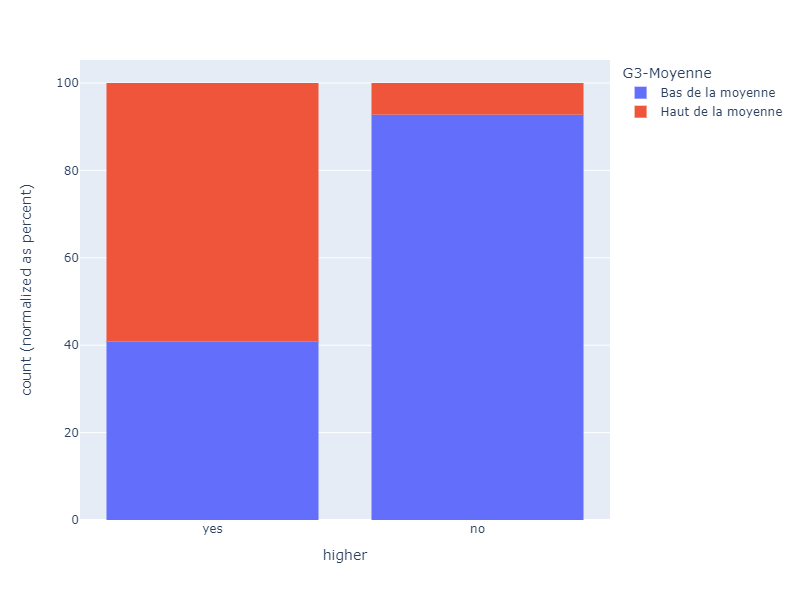 G3-Moyenne
Bas de la moyenne
Haut de la moyenne
100
80
60
40
20
0
count (normalized as percent)
yes
no
higher